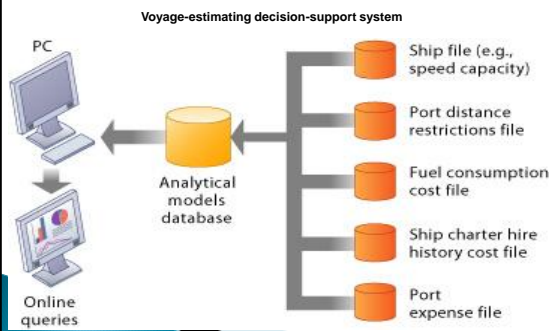 Voyage-estimating decision-support system
PC
Analytical
models
database
Online
queries
Ship file (e.g.,
speed capacity)
Port distance
restrictions file
Fuel consumption
cost file
Ship charter hire
history cost file
Port
expense file